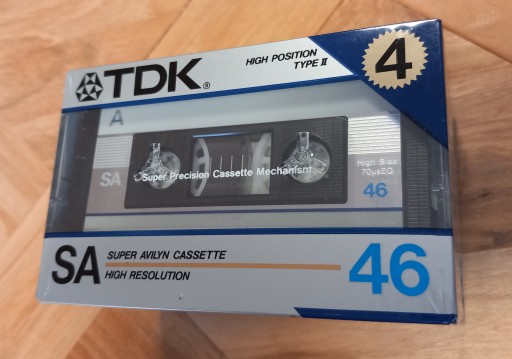 TDK®
HIGH POSITION
TYPE II
4
A
SA
Super Precision Cassette Mechanism
High Bias
70μsEQ.
46
SA
SUPER AVILYN CASSETTE
HIGH RESOLUTION
46